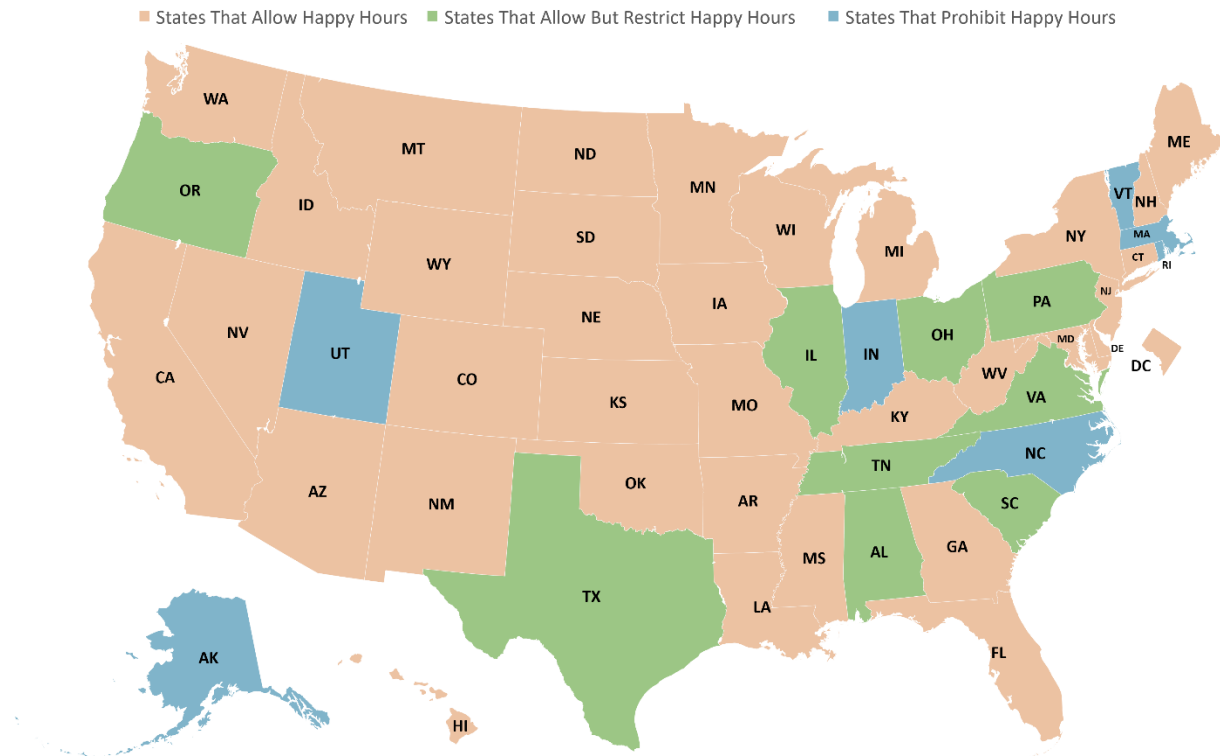 States That Allow Happy Hours States That Allow But Restrict Happy Hours States That Prohibit Happy Hours
WA
ME
MT
ND
MN
VT
NH
OR
ID
WI
NY
MA
SD
MI
CT
RI
WY
IA
NJ
PA
NE
OH
NV
UT
IL
IN
MD
DE
DC
CA
CO
WV
KS
MO
VA
KY
NC
TN
OK
AZ
NM
AR
SC
MS
AL
GA
TX
LA
FL
AK
HI